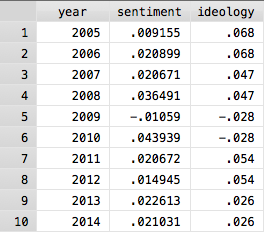 year sentiment ideology
1 2005 .009155 .068
2 2006 .020899 .068
3 2007 .020671 .047
4 2008 .036491 .047
5 2009 -.01059 -.028
6 2010 .043939 -.028
7 2011 .020672 .054
8 2012 .014945 .054
9 2013 .022613 .026
10 2014 .021031 .026